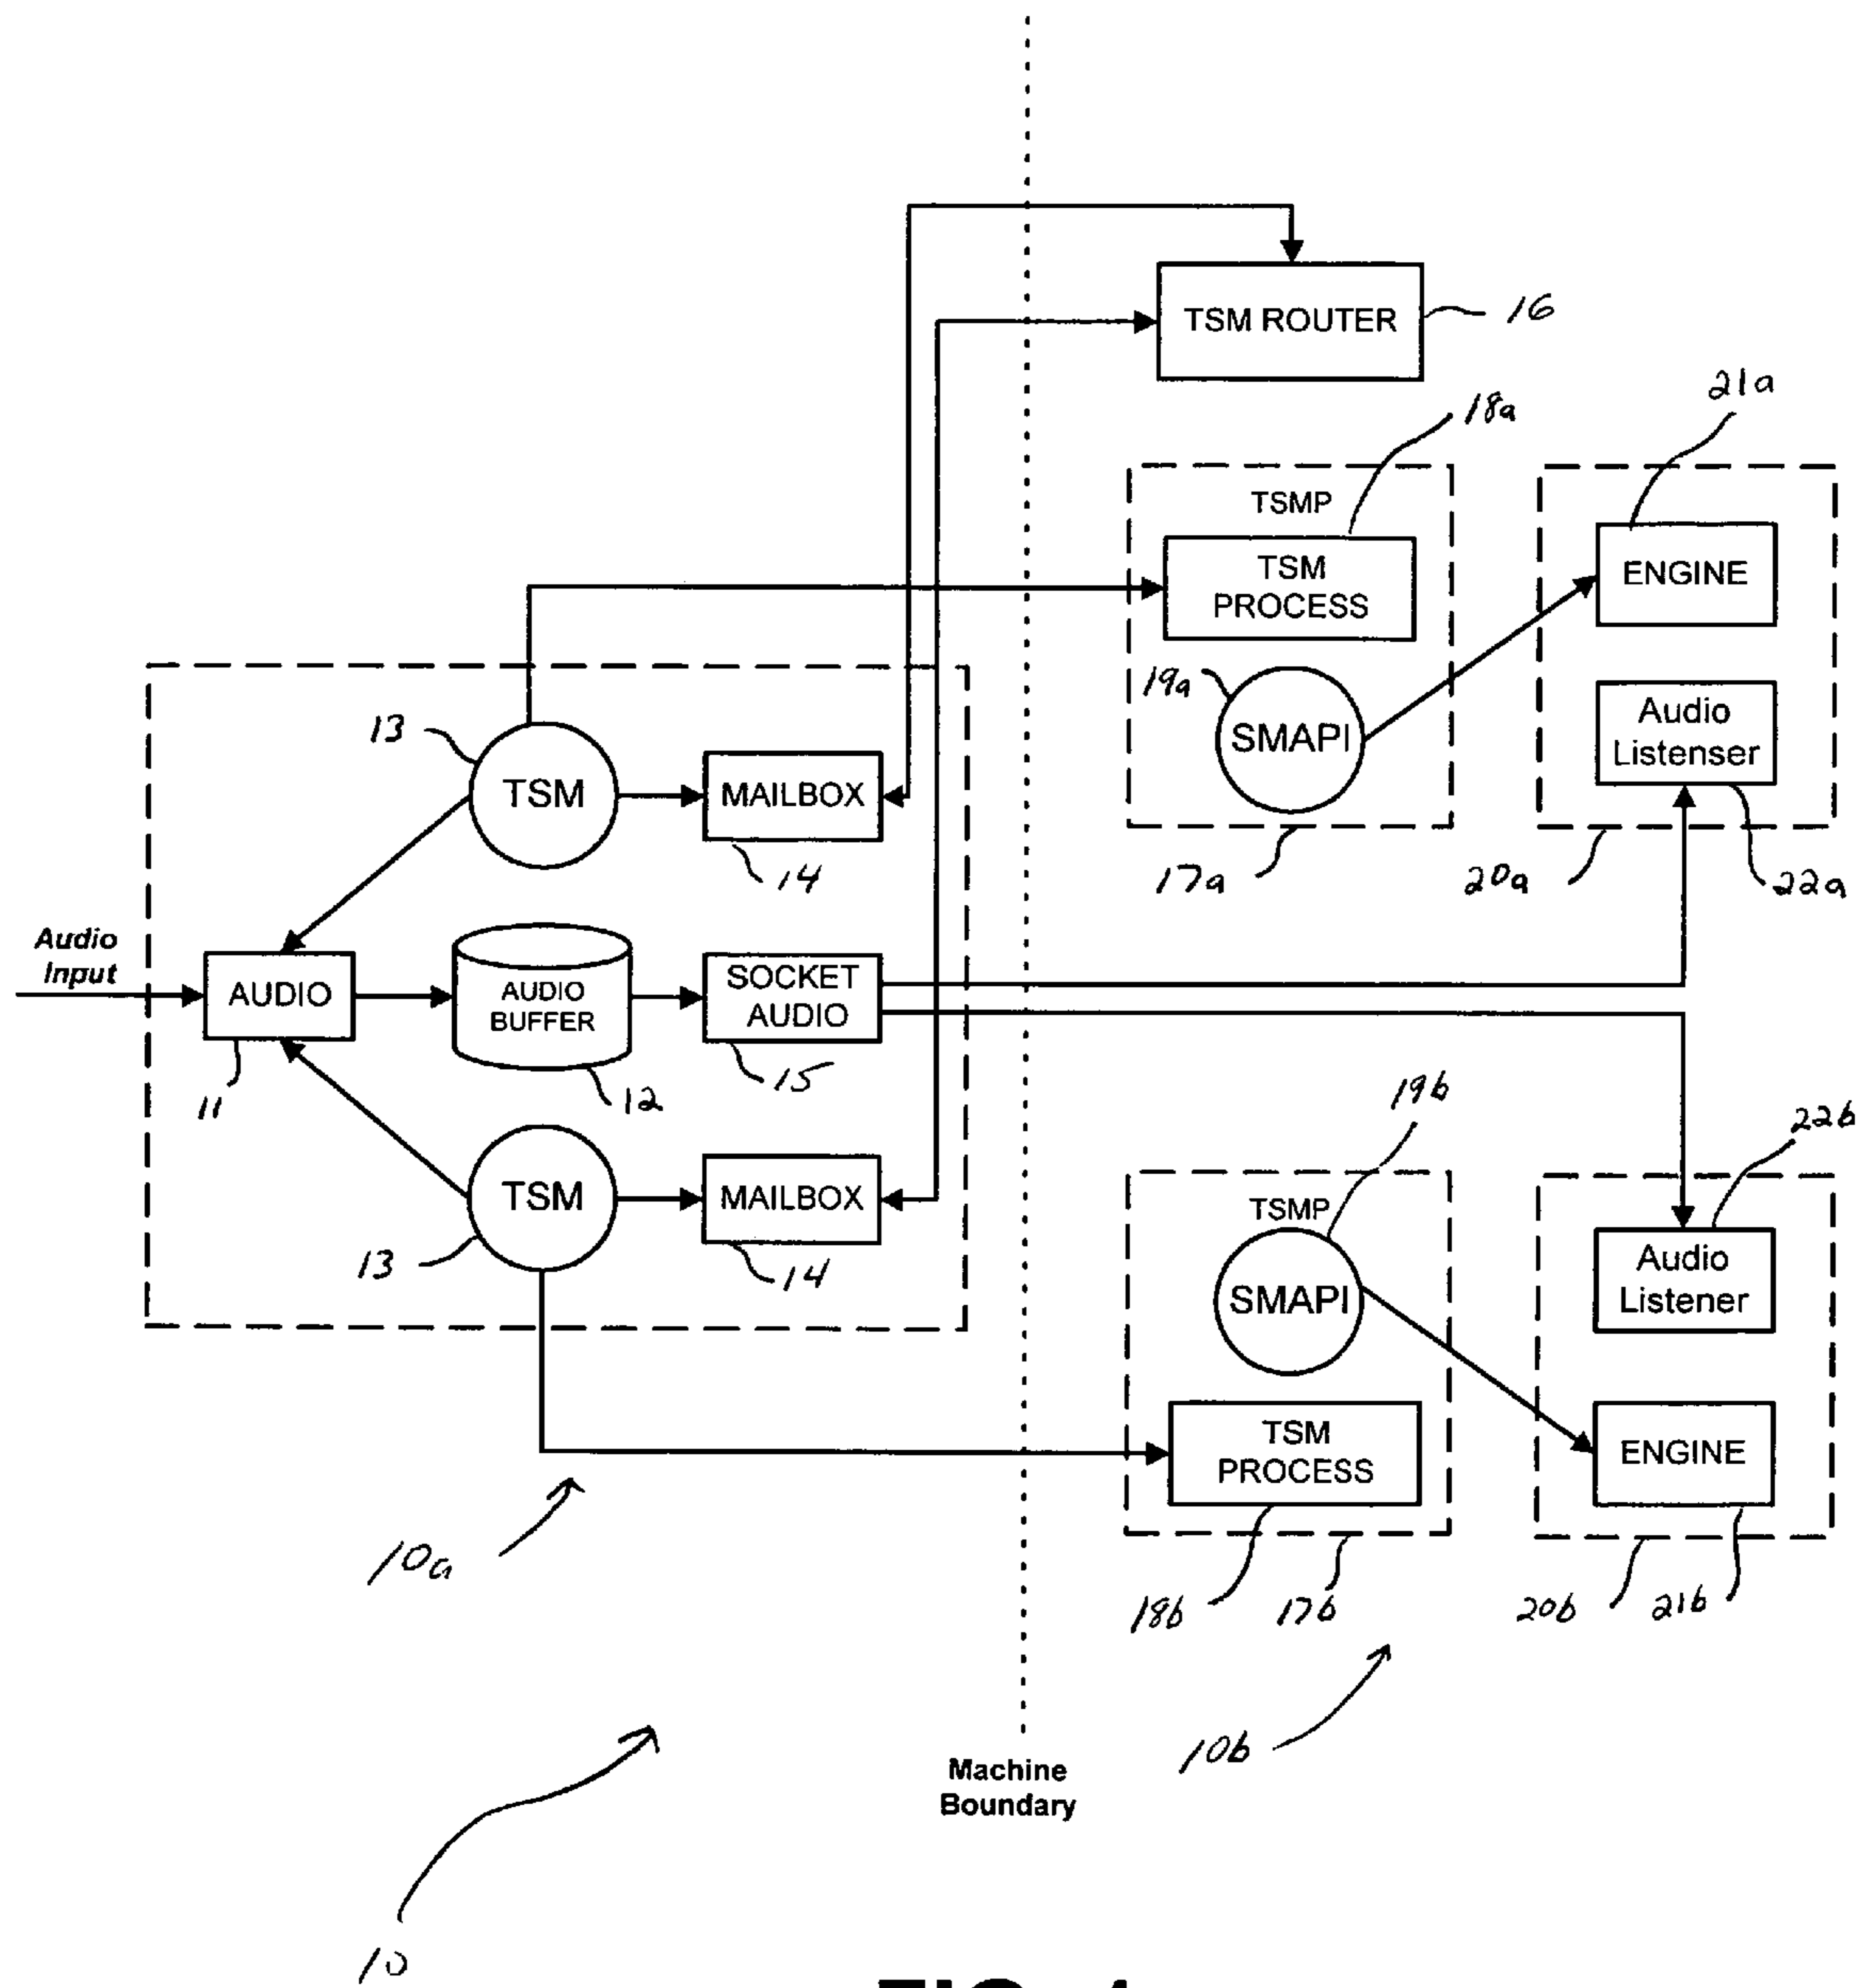 TSM ROUTER
16
21a
18a
TSMP
TSM
PROCESS
ENGINE
19a
SMAPI
Audio
Listenser
13
TSM
MAILBOX
14
17a
20a
22a
Audio
Input
AUDIO
AUDIO
BUFFER
SOCKET
AUDIO
11
12
15
19b
22b
TSM
MAILBOX
13
14
TSMP
SMAPI
Audio
Listener
TSM
PROCESS
ENGINE
10a
18b
17b
20b
21b
10b
Machine
Boundary
10